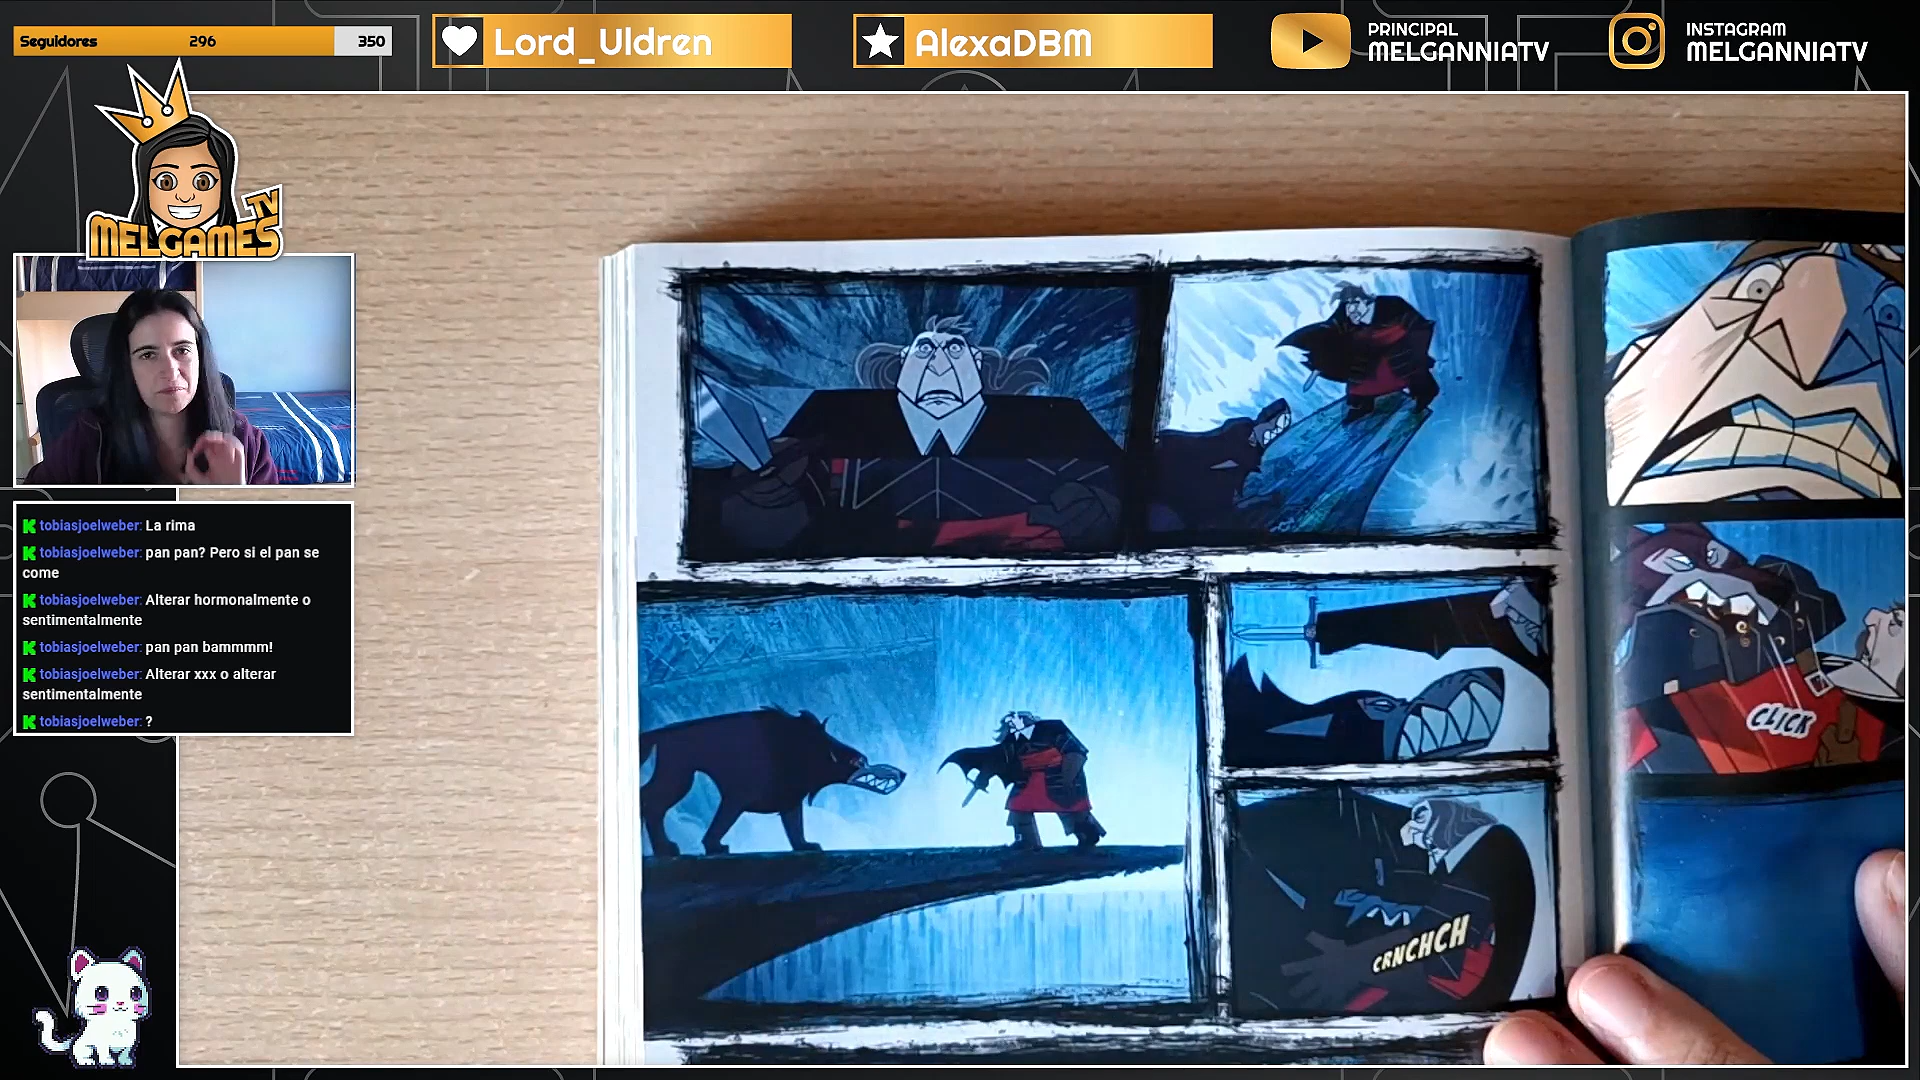 Seguidores 296 350
Lord_Uldren
AlexaDBM
PRINCIPAL
MELGANNIATV
INSTAGRAM
MELGANNIATV
MELGAMES
TV
tobiasjoelweber: La rima
tobiasjoelweber: pan pan? Pero si el pan se
come
tobiasjoelweber: Alterar hormonalmente o
sentimentalmente
tobiasjoelweber: pan pan bammmm!
tobiasjoelweber: Alterar xxx o alterar
sentimentalmente
tobiasjoelweber: ?
CLICK
CRNCHCH